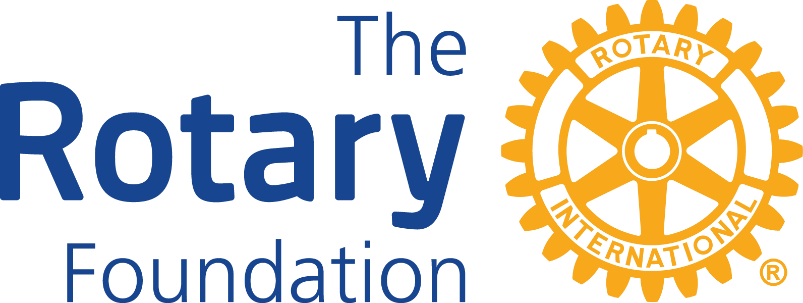 The
Rotary
Foundation
ROTARY
INTERNATIONAL
®